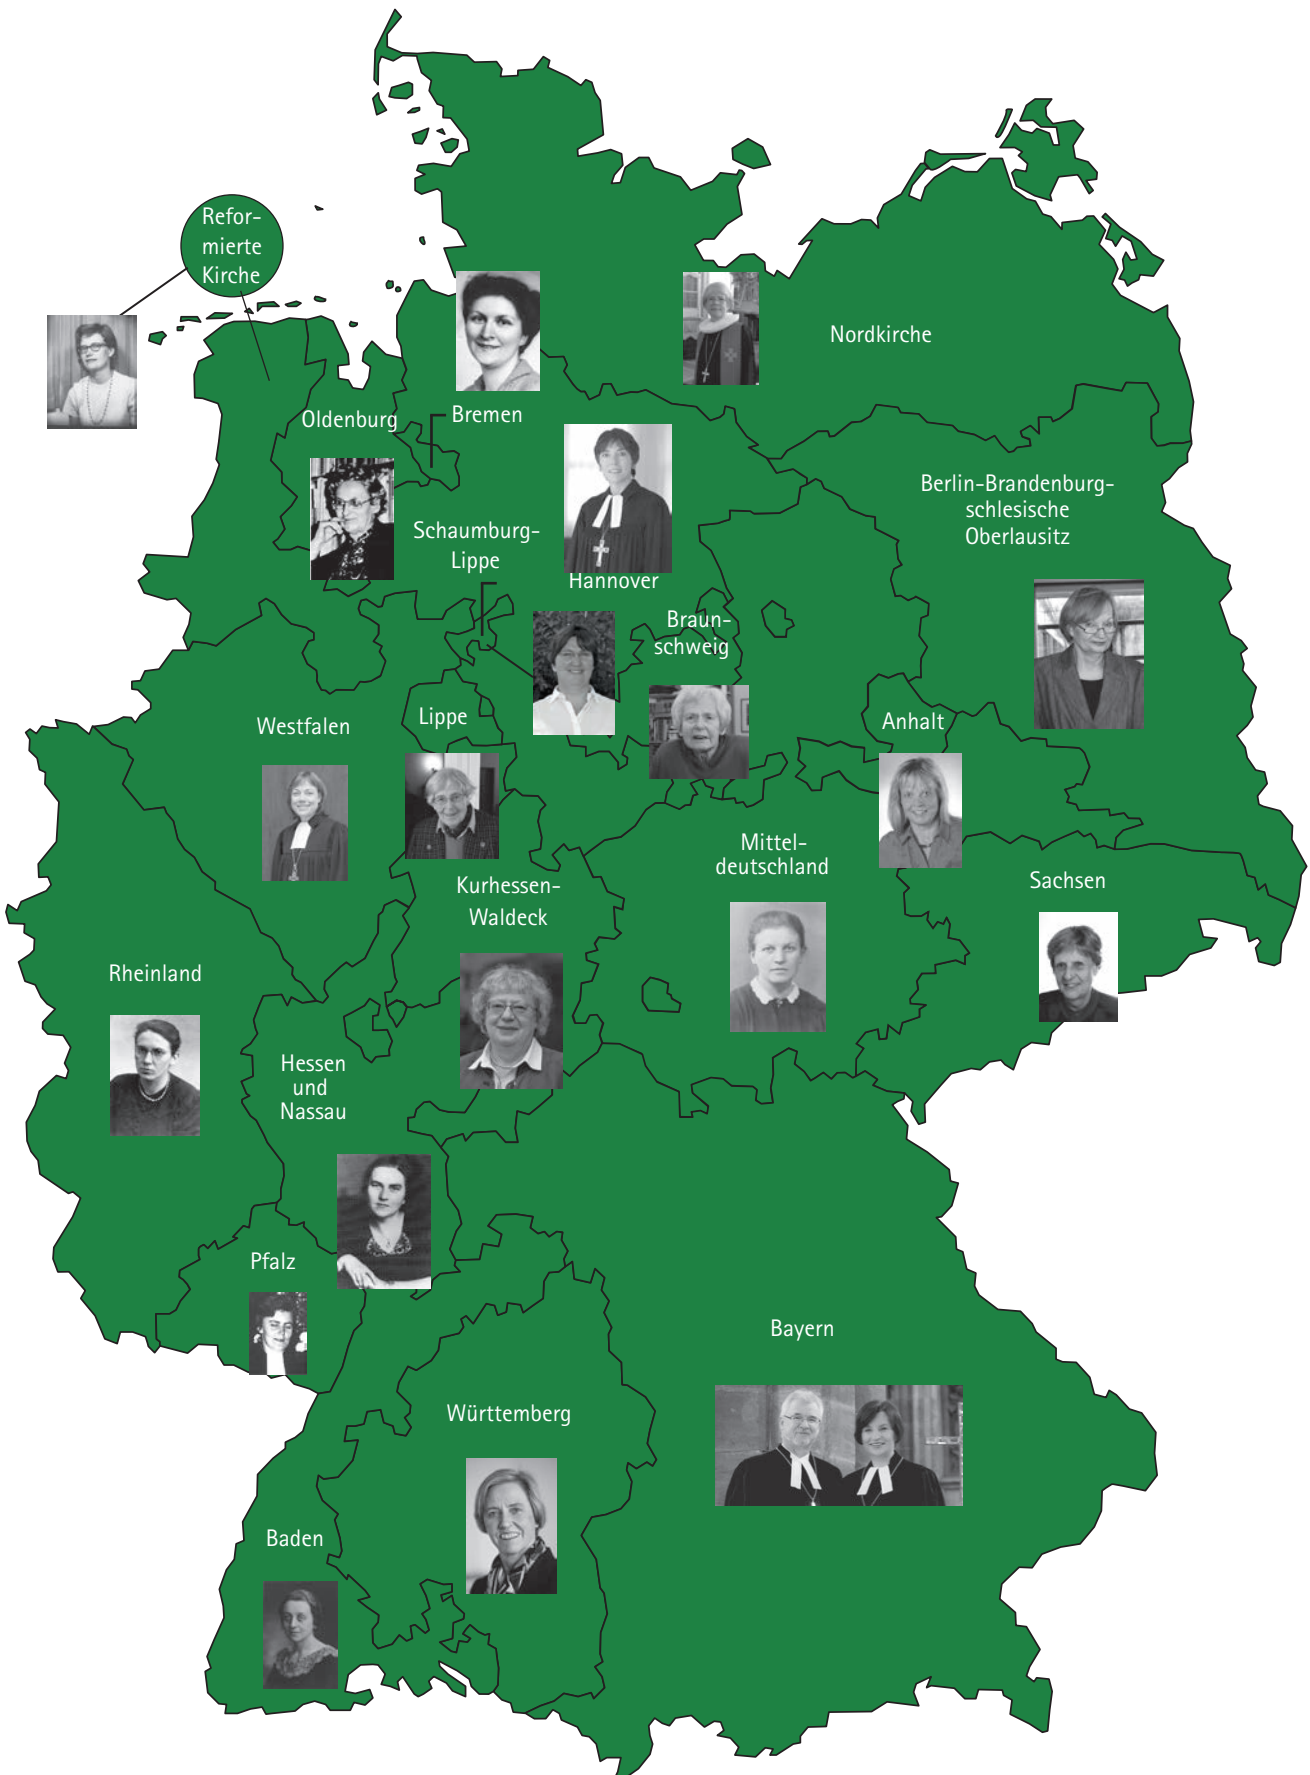 Refor-
mierte
Kirche
Nordkirche
Oldenburg
Bremen
Berlin-Brandenburg-
schlesische
Oberlausitz
Schaumburg-
Lippe
Hannover
Braun-
schweig
Westfalen
Lippe
Anhalt
Mittel-
deutschland
Sachsen
Kurhessen-
Waldeck
Rheinland
Hessen
und
Nassau
Pfalz
Bayern
Württemberg
Baden